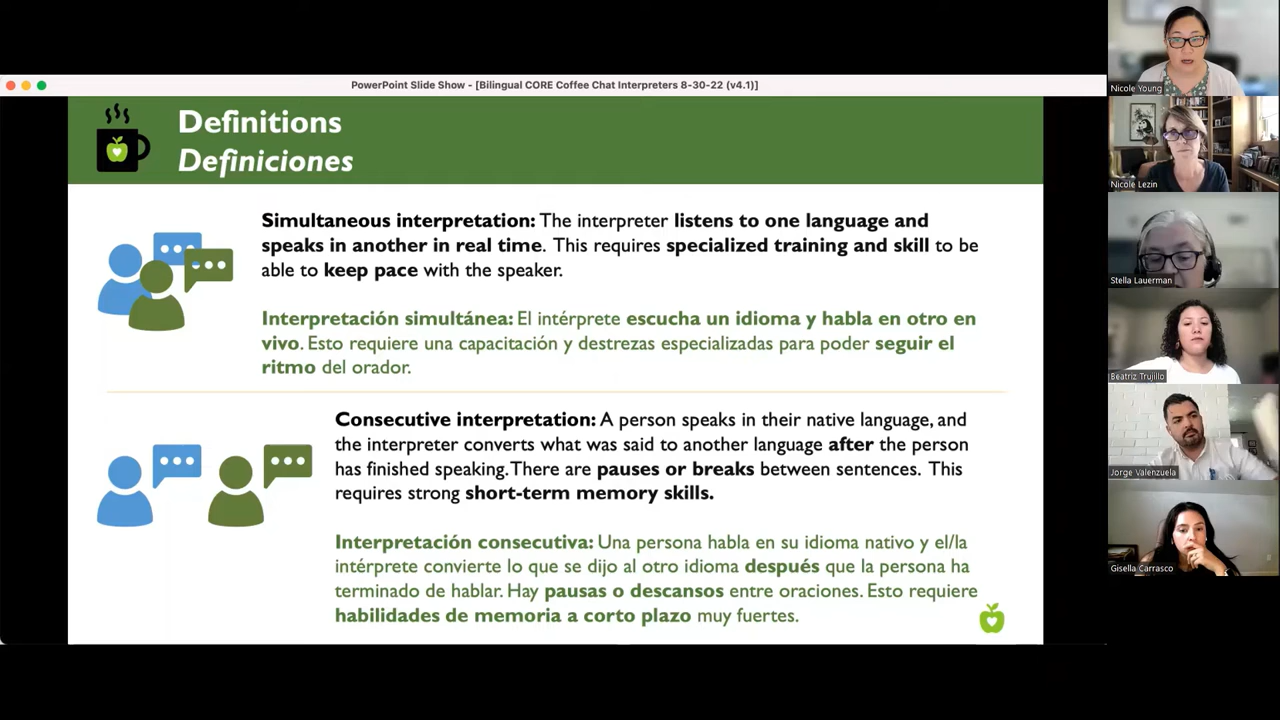 PowerPoint Slide Show - [Bilingual CORE Coffee Chat Interpreters 8-30-22 (v4.1)]
Definitions
Definiciones
Simultaneous interpretation: The interpreter listens to one language and
speaks in another in real time. This requires specialized training and skill to be
able to keep pace with the speaker.
Interpretación simultánea: El intérprete escucha un idioma y habla en otro en
vivo. Esto requiere una capacitación y destrezas especializadas para poder seguir el
ritmo del orador.
Consecutive interpretation: A person speaks in their native language, and
the interpreter converts what was said to another language after the person
has finished speaking. There are pauses or breaks between sentences. This
requires strong short-term memory skills.
Interpretación consecutiva: Una persona habla en su idioma nativo y el/la
intérprete convierte lo que se dijo al otro idioma después que la persona ha
terminado de hablar. Hay pausas o descansos entre oraciones. Esto requiere
habilidades de memoria a corto plazo muy fuertes.
Nicole Young
Nicole Lezin
Stella Lauerman
Beatriz Trujillo
Jorge Valenzuela
Gisella Carrasco